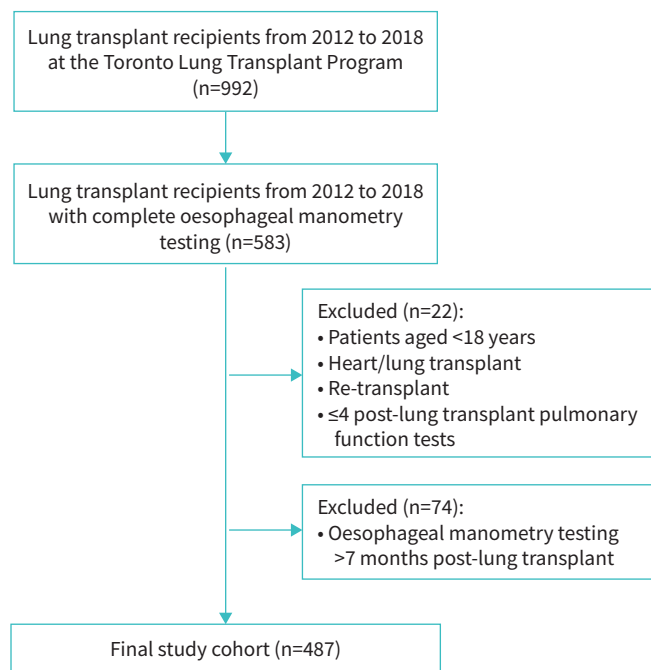 Lung transplant recipients from 2012 to 2018
at the Toronto Lung Transplant Program
(n=992)
Lung transplant recipients from 2012 to 2018
with complete oesophageal manometry
testing (n=583)
Excluded (n=22):
• Patients aged <18 years
• Heart/lung transplant
• Re-transplant
• ≤4 post-lung transplant pulmonary
function tests
Excluded (n=74):
• Oesophageal manometry testing
>7 months post-lung transplant
Final study cohort (n=487)